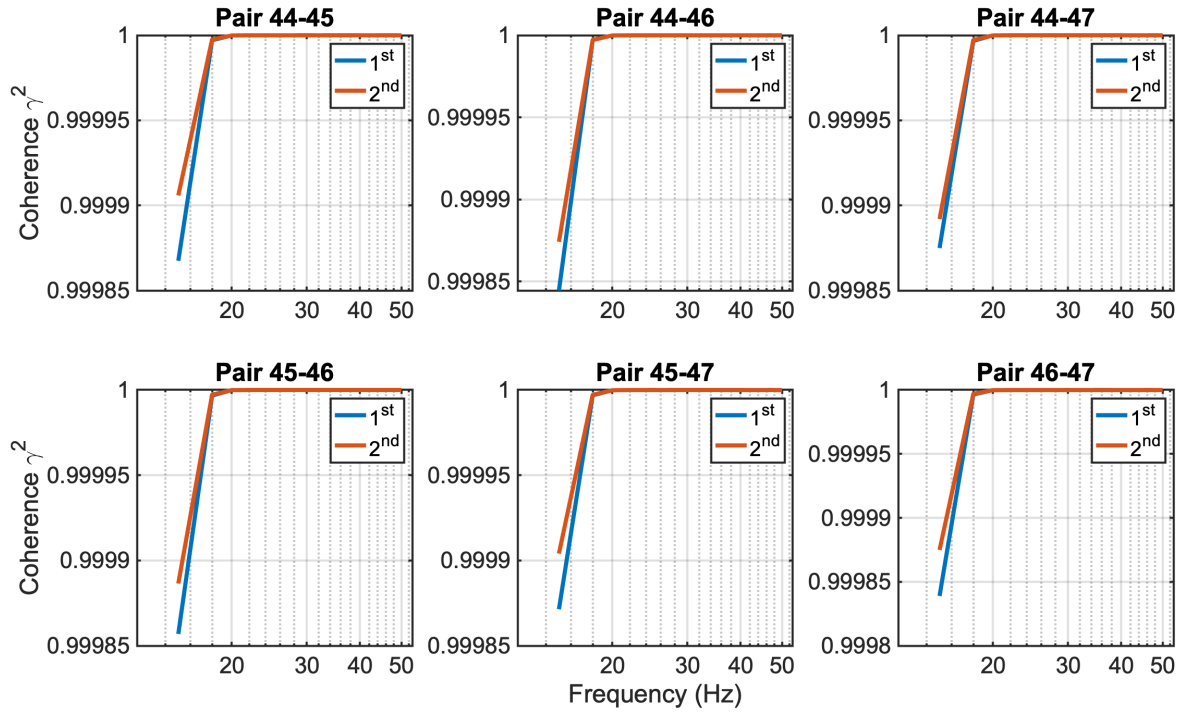 Pair 44-45
Coherence γ²
1
0.99995
0.9999
0.99985
20 30 40 50
1st
2nd
Pair 44-46
1
0.99995
0.9999
0.99985
20 30 40 50
1st
2nd
Pair 44-47
1
0.99995
0.9999
0.99985
20 30 40 50
1st
2nd
Pair 45-46
Coherence γ²
1
0.99995
0.9999
0.99985
20 30 40 50
1st
2nd
Pair 45-47
1
0.99995
0.9999
0.99985
20 30 40 50
1st
2nd
Frequency (Hz)
Pair 46-47
1
0.99995
0.9999
0.99985
0.9998
20 30 40 50
1st
2nd